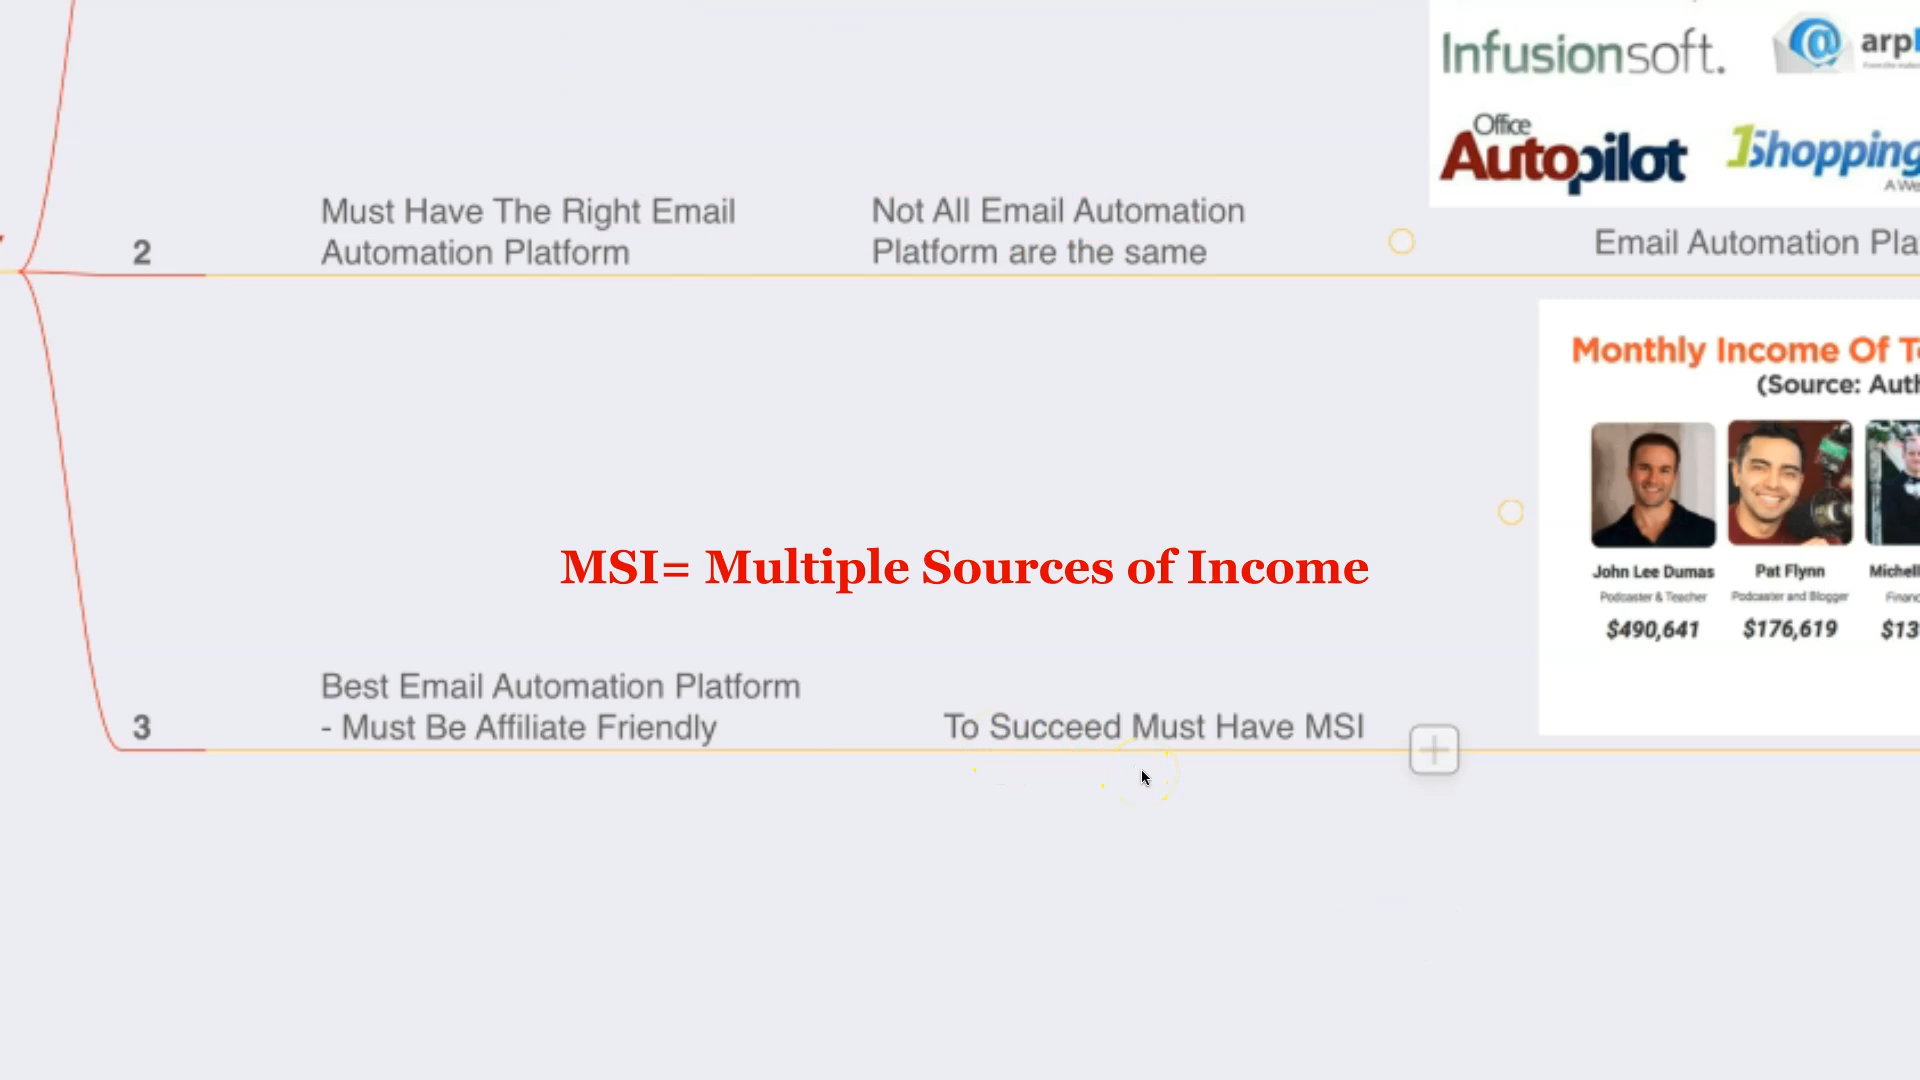 Infusionsoft.
arp
Office
Autopilot
1Shopping
Must Have The Right Email
Automation Platform
Not All Email Automation
Platform are the same
2
Email Automation Pla
Monthly Income Of T
(Source: Auth
John Lee Dumas
Pat Flynn
Michell
Podcaster & Teacher
Podcaster and Blogger
Financ
$490,641
$176,619
$13
MSI= Multiple Sources of Income
Best Email Automation Platform
- Must Be Affiliate Friendly
To Succeed Must Have MSI
3